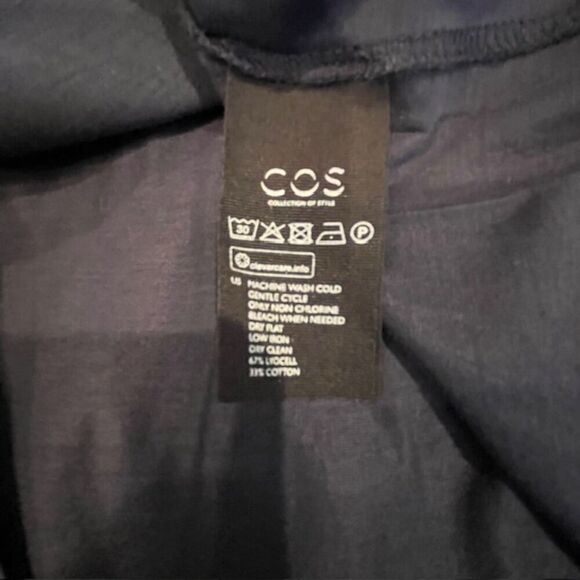 COS
COLLECTION OF STYLE
30 P
clevercare.info
US MACHINE WASH COLD
GENTLE CYCLE
ONLY NON CHLORINE
BLEACH WHEN NEEDED
DRY FLAT
LOW IRON
DRY CLEAN
67% LYOCELL
33% COTTON